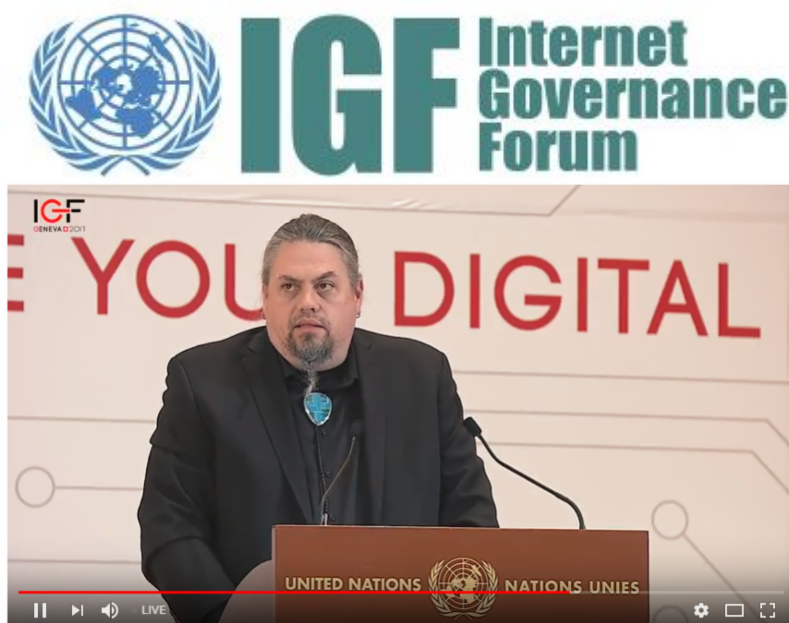 IGF Internet
Governance
Forum
IGF
GENEVA 2017
E YOU DIGITAL
UNITED NATIONS NATIONS UNIES
LIVE